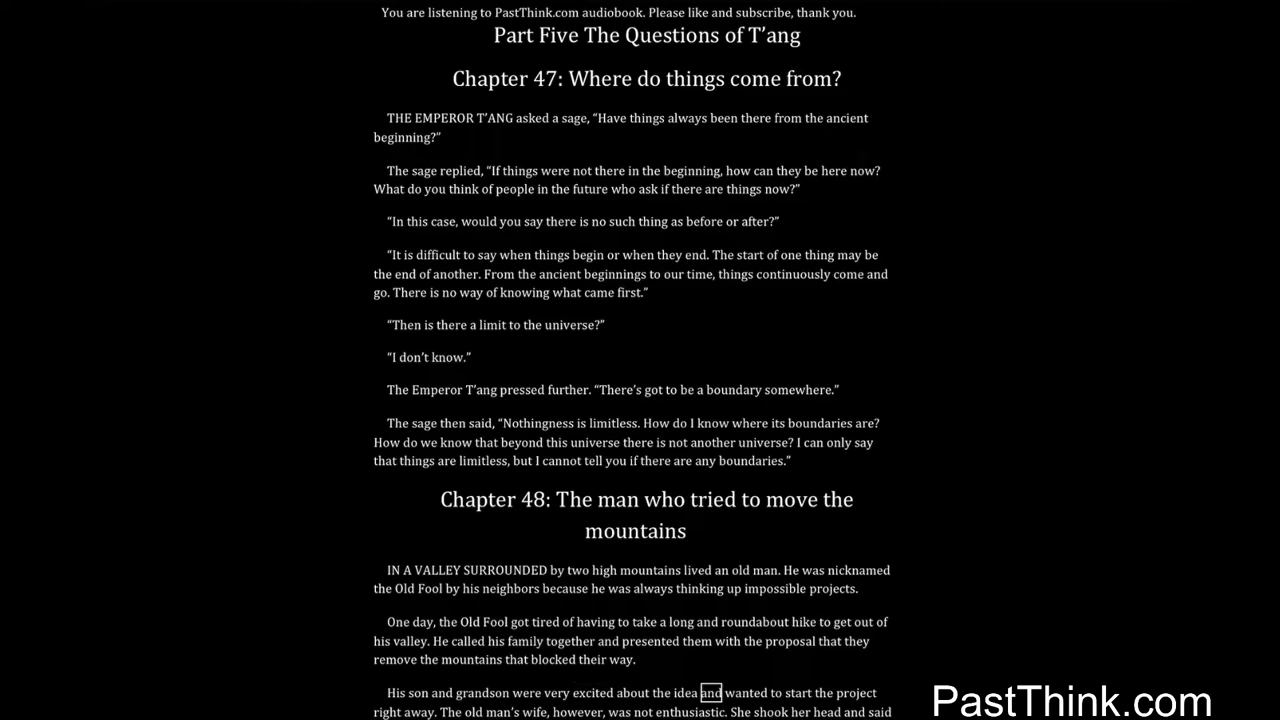 You are listening to PastThink.com audiobook. Please like and subscribe, thank you.
Part Five The Questions of T’ang
Chapter 47: Where do things come from?
THE EMPEROR T’ANG asked a sage, “Have things always been there from the ancient
beginning?”
The sage replied, “If things were not there in the beginning, how can they be here now?
What do you think of people in the future who ask if there are things now?”
“In this case, would you say there is no such thing as before or after?”
“It is difficult to say when things begin or when they end. The start of one thing may be
the end of another. From the ancient beginnings to our time, things continuously come and
go. There is no way of knowing what came first.”
“Then is there a limit to the universe?”
“I don’t know.”
The Emperor T’ang pressed further. “There’s got to be a boundary somewhere.”
The sage then said, “Nothingness is limitless. How do I know where its boundaries are?
How do we know that beyond this universe there is not another universe? I can only say
that things are limitless, but I cannot tell you if there are any boundaries.”
Chapter 48: The man who tried to move the
mountains
IN A VALLEY SURROUNDED by two high mountains lived an old man. He was nicknamed
the Old Fool by his neighbors because he was always thinking up impossible projects.
One day, the Old Fool got tired of having to take a long and roundabout hike to get out of
his valley. He called his family together and presented them with the proposal that they
remove the mountains that blocked their way.
His son and grandson were very excited about the idea and wanted to start the project
right away. The old man’s wife, however, was not enthusiastic. She shook her head and said
PastThink.com